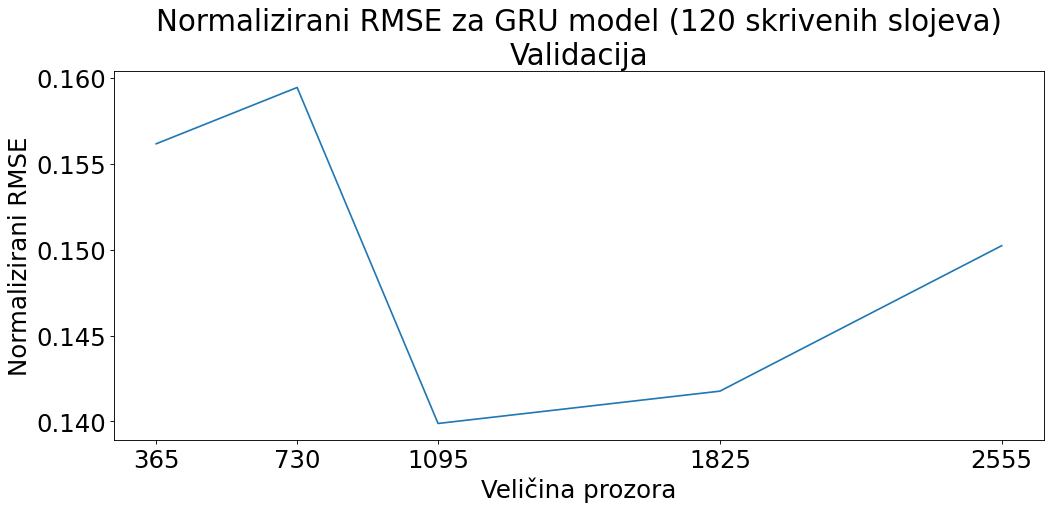 Normalizirani RMSE za GRU model (120 skrivenih slojeva)
Validacija
Normalizirani RMSE
0.160
0.155
0.150
0.145
0.140
365 730 1095 1825 2555
Veličina prozora